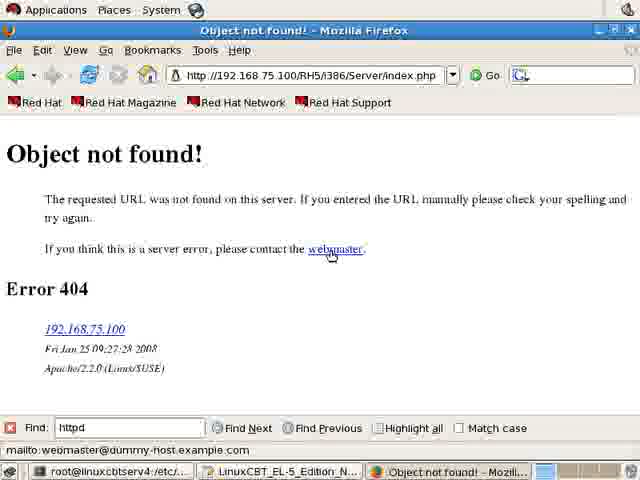 Applications Places System
Object not found! - Mozilla Firefox
File Edit View Go Bookmarks Tools Help
http://192.168.75.100/RH5/i386/Server/index.php Go
Red Hat Red Hat Magazine Red Hat Network Red Hat Support
Object not found!
The requested URL was not found on this server. If you entered the URL manually please check your spelling and
try again.
If you think this is a server error, please contact the webmaster.
Error 404
192.168.75.100
Fri Jan 25 09:27:28 2008
Apache/2.2.0 (Linux/SUSE)
Find: httpd Find Next Find Previous Highlight all Match case
mailto:webmaster@dummy-host.example.com
root@linuxcbtserv4:/etc/... LinuxCBT_EL-5_Edition_N... Object not found! - Mozilla...